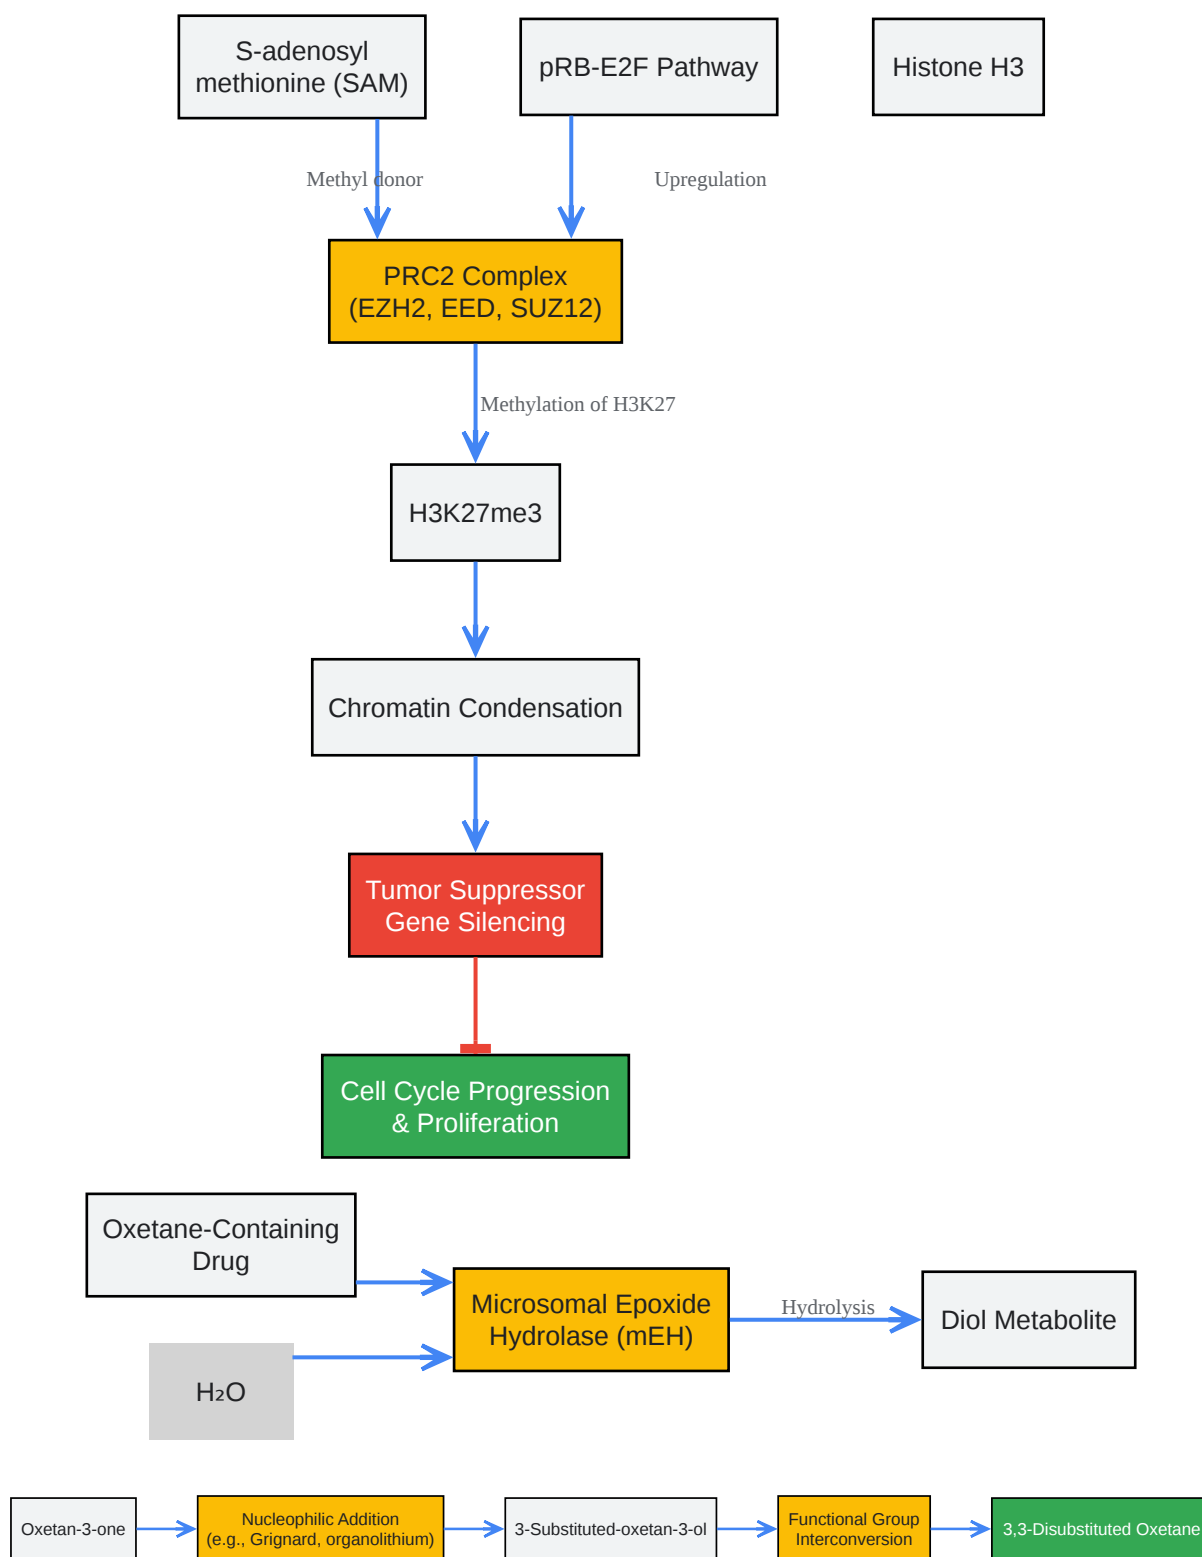 S-adenosyl
methionine (SAM)
pRB-E2F Pathway
Histone H3
Methyl donor
Upregulation
PRC2 Complex
(EZH2, EED, SUZ12)
Methylation of H3K27
H3K27me3
Chromatin Condensation
Tumor Suppressor
Gene Silencing
Cell Cycle Progression
& Proliferation
Oxetane-Containing
Drug
Microsomal Epoxide
Hydrolase (mEH)
Hydrolysis
Diol Metabolite
H₂O
Oxetan-3-one
Nucleophilic Addition
(e.g., Grignard, organolithium)
3-Substituted-oxetan-3-ol
Functional Group
Interconversion
3,3-Disubstituted Oxetane